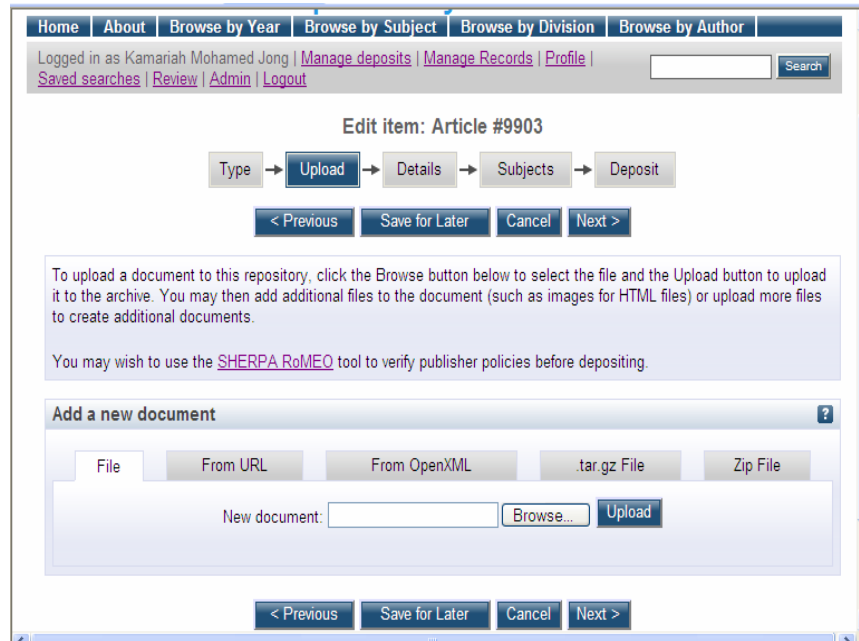 Home About Browse by Year Browse by Subject Browse by Division Browse by Author
Logged in as Kamariah Mohamed Jong | Manage deposits | Manage Records | Profile |
Saved searches | Review | Admin | Logout
Search
Edit item: Article #9903
Type Upload Details Subjects Deposit
< Previous Save for Later Cancel Next >
To upload a document to this repository, click the Browse button below to select the file and the Upload button to upload
it to the archive. You may then add additional files to the document (such as images for HTML files) or upload more files
to create additional documents.
You may wish to use the SHERPA RoMEO tool to verify publisher policies before depositing.
Add a new document ?
File From URL From OpenXML .tar.gz File Zip File
New document: Browse... Upload
< Previous Save for Later Cancel Next >